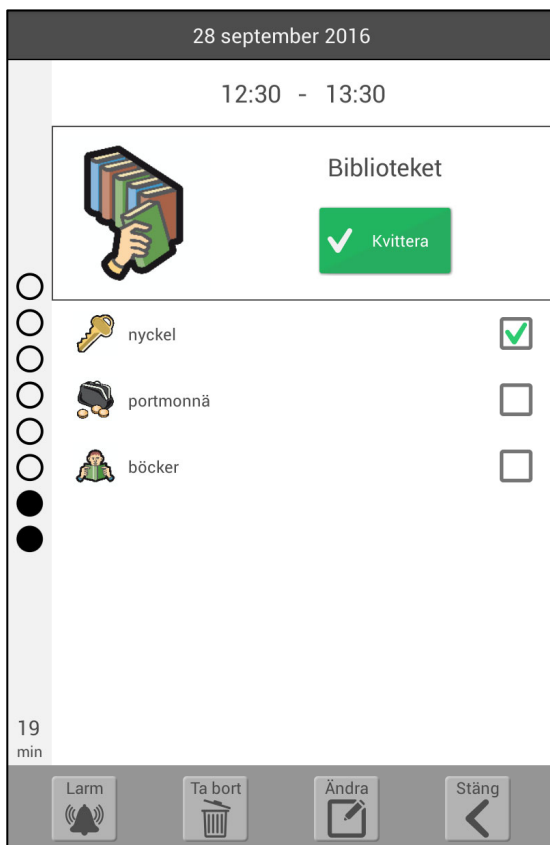 28 september 2016
12:30 - 13:30
Biblioteket
Kvittera
nyckel
portmonnä
böcker
19
min
Larm Ta bort Ändra Stäng